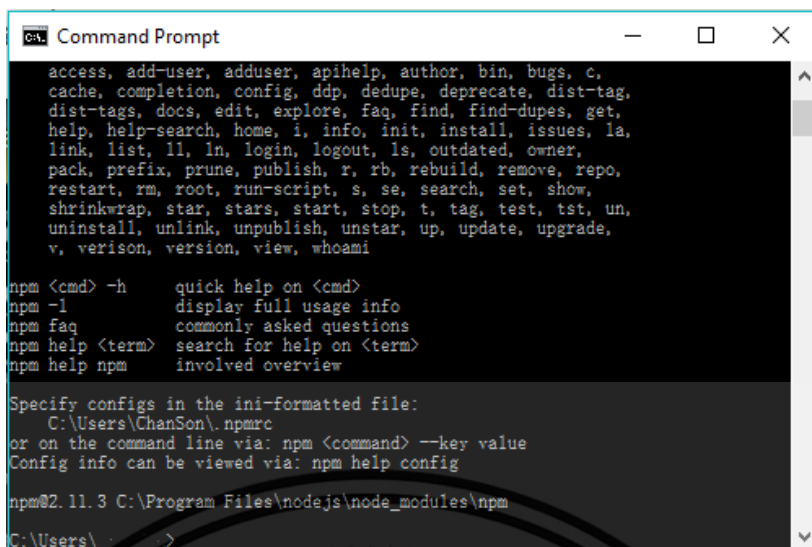 Command Prompt
access, add-user, adduser, apihelp, author, bin, bugs, c,
cache, completion, config, ddp, dedupe, deprecate, dist-tag,
dist-tags, docs, edit, explore, faq, find, find-dupes, get,
help, help-search, home, i, info, init, install, issues, la,
link, list, ll, ln, login, logout, ls, outdated, owner,
pack, prefix, prune, publish, r, rb, rebuild, remove, repo,
restart, rm, root, run-script, s, se, search, set, show,
shrinkwrap, star, stars, start, stop, t, tag, test, tst, un,
uninstall, unlink, unpublish, unstar, up, update, upgrade,
v, verison, version, view, whoami
npm <cmd> -h quick help on <cmd>
npm -l display full usage info
npm faq commonly asked questions
npm help <term> search for help on <term>
npm help npm involved overview
Specify configs in the ini-formatted file:
C:\Users\ChanSon\.npmrc
or on the command line via: npm <command> --key value
Config info can be viewed via: npm help config
npm@2.11.3 C:\Program Files\nodejs\node_modules\npm
C:\Users\ >